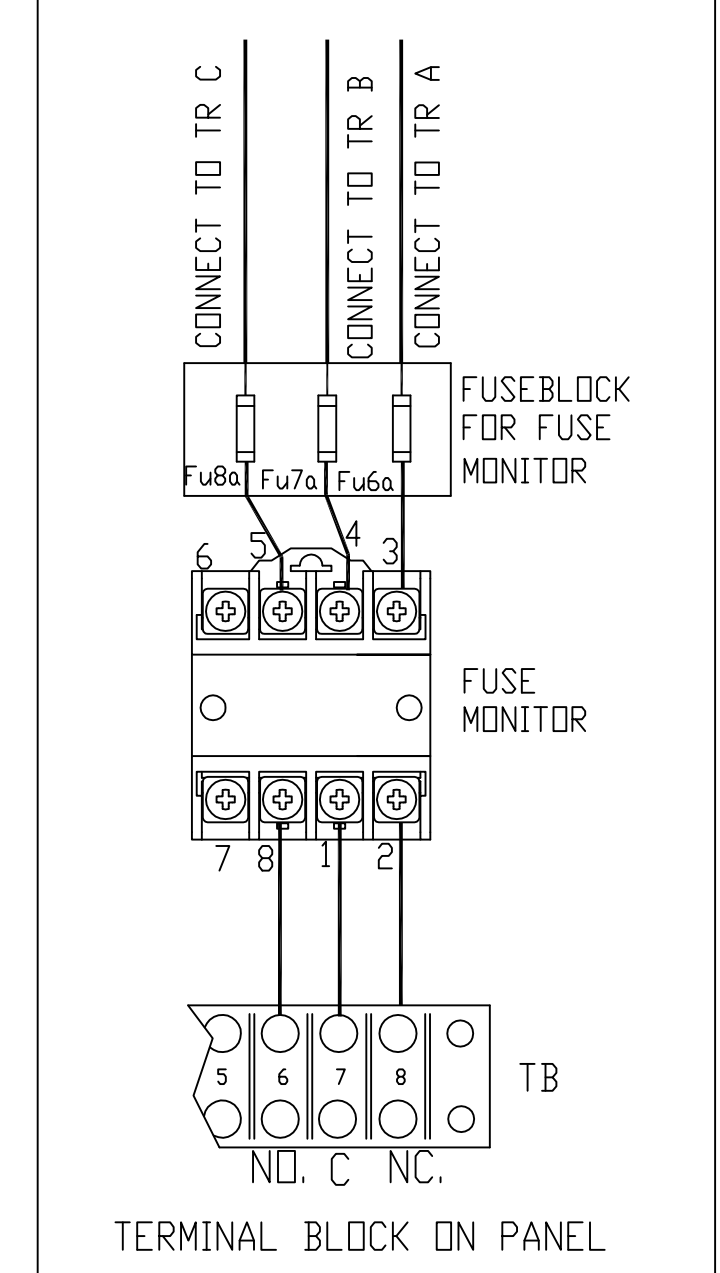 CONNECT TO TR C
CONNECT TO TR B
CONNECT TO TR A
FUSEBLOCK
FOR FUSE
MONITOR
Fu8a Fu7a Fu6a
6 5 4 3
FUSE
MONITOR
7 8 1 2
5 6 7 8
TB
NO. C NC.
TERMINAL BLOCK ON PANEL